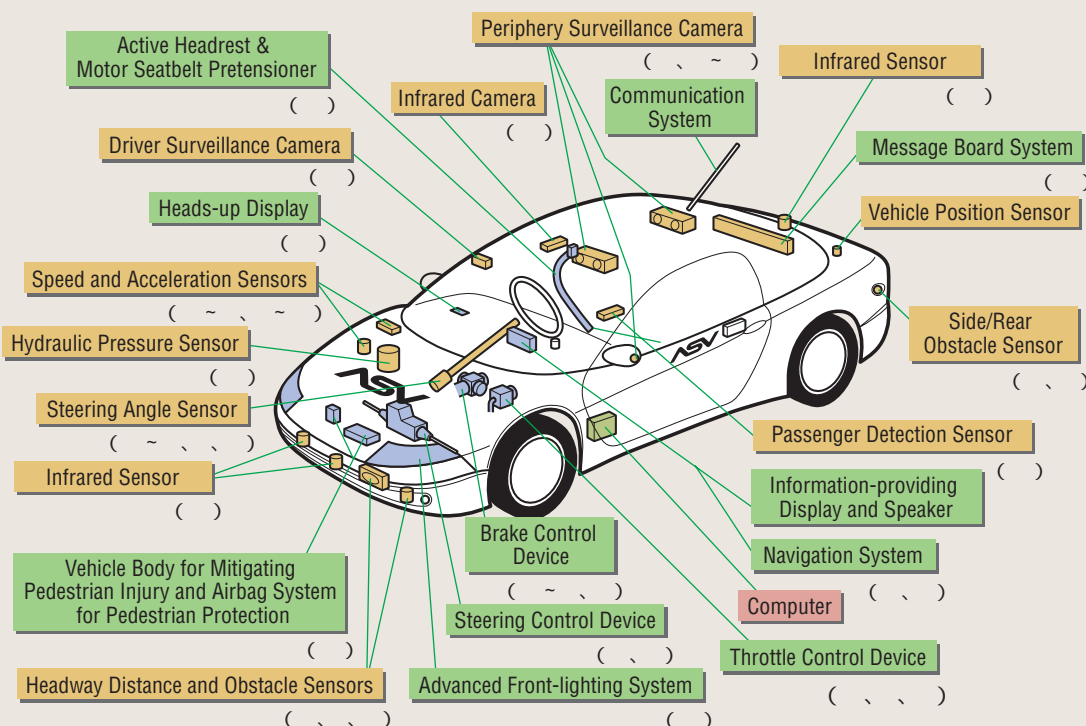 Periphery Surveillance Camera
( 、 ~ )
Active Headrest &
Motor Seatbelt Pretensioner
( )
Infrared Sensor
( )
Infrared Camera
( )
Communication
System
Driver Surveillance Camera
( )
Message Board System
( )
Heads-up Display
( )
Vehicle Position Sensor
Speed and Acceleration Sensors
( ~ 、 ~ )
Hydraulic Pressure Sensor
( )
Side/Rear
Obstacle Sensor
( 、 )
ASV
Steering Angle Sensor
( ~ 、 、 )
Passenger Detection Sensor
( )
Infrared Sensor
( )
Information-providing
Display and Speaker
Brake Control
Device
( ~ 、 )
Navigation System
( 、 )
Vehicle Body for Mitigating
Pedestrian Injury and Airbag System
for Pedestrian Protection
( )
Computer
Steering Control Device
( 、 )
Throttle Control Device
( 、 、 )
Headway Distance and Obstacle Sensors
( 、 、 )
Advanced Front-lighting System
( )